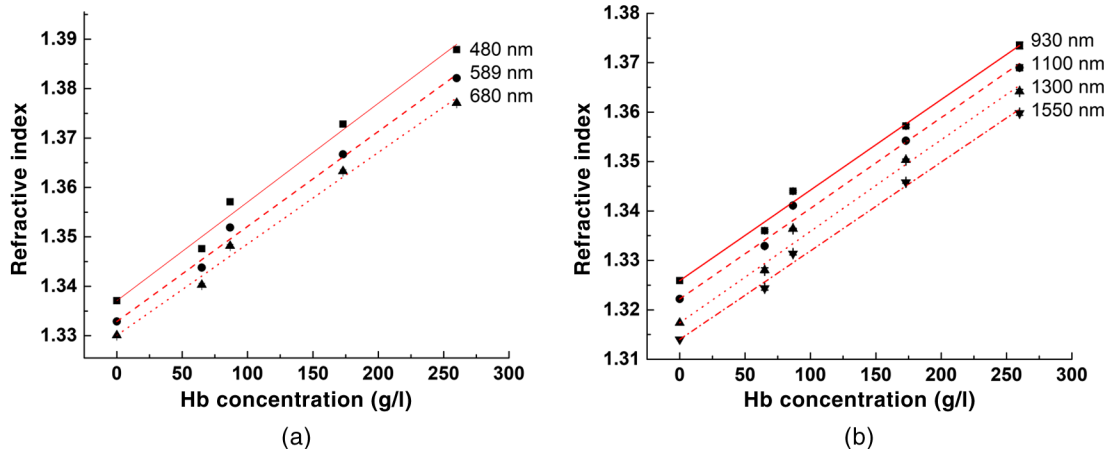 1.39
1.38
1.37
1.36
1.35
1.34
1.33
Refractive index
480 nm
589 nm
680 nm
0 50 100 150 200 250 300
Hb concentration (g/l)
(a)
1.38
1.37
1.36
1.35
1.34
1.33
1.32
1.31
Refractive index
930 nm
1100 nm
1300 nm
1550 nm
0 50 100 150 200 250 300
Hb concentration (g/l)
(b)